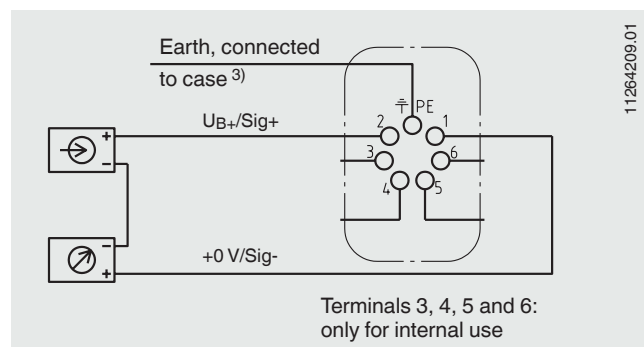 Earth, connected
to case 3)
11264209.01
PE
UB+/Sig+
2
1
+
-
3
6
4
5
-
+
+0 V/Sig-
Terminals 3, 4, 5 and 6:
only for internal use